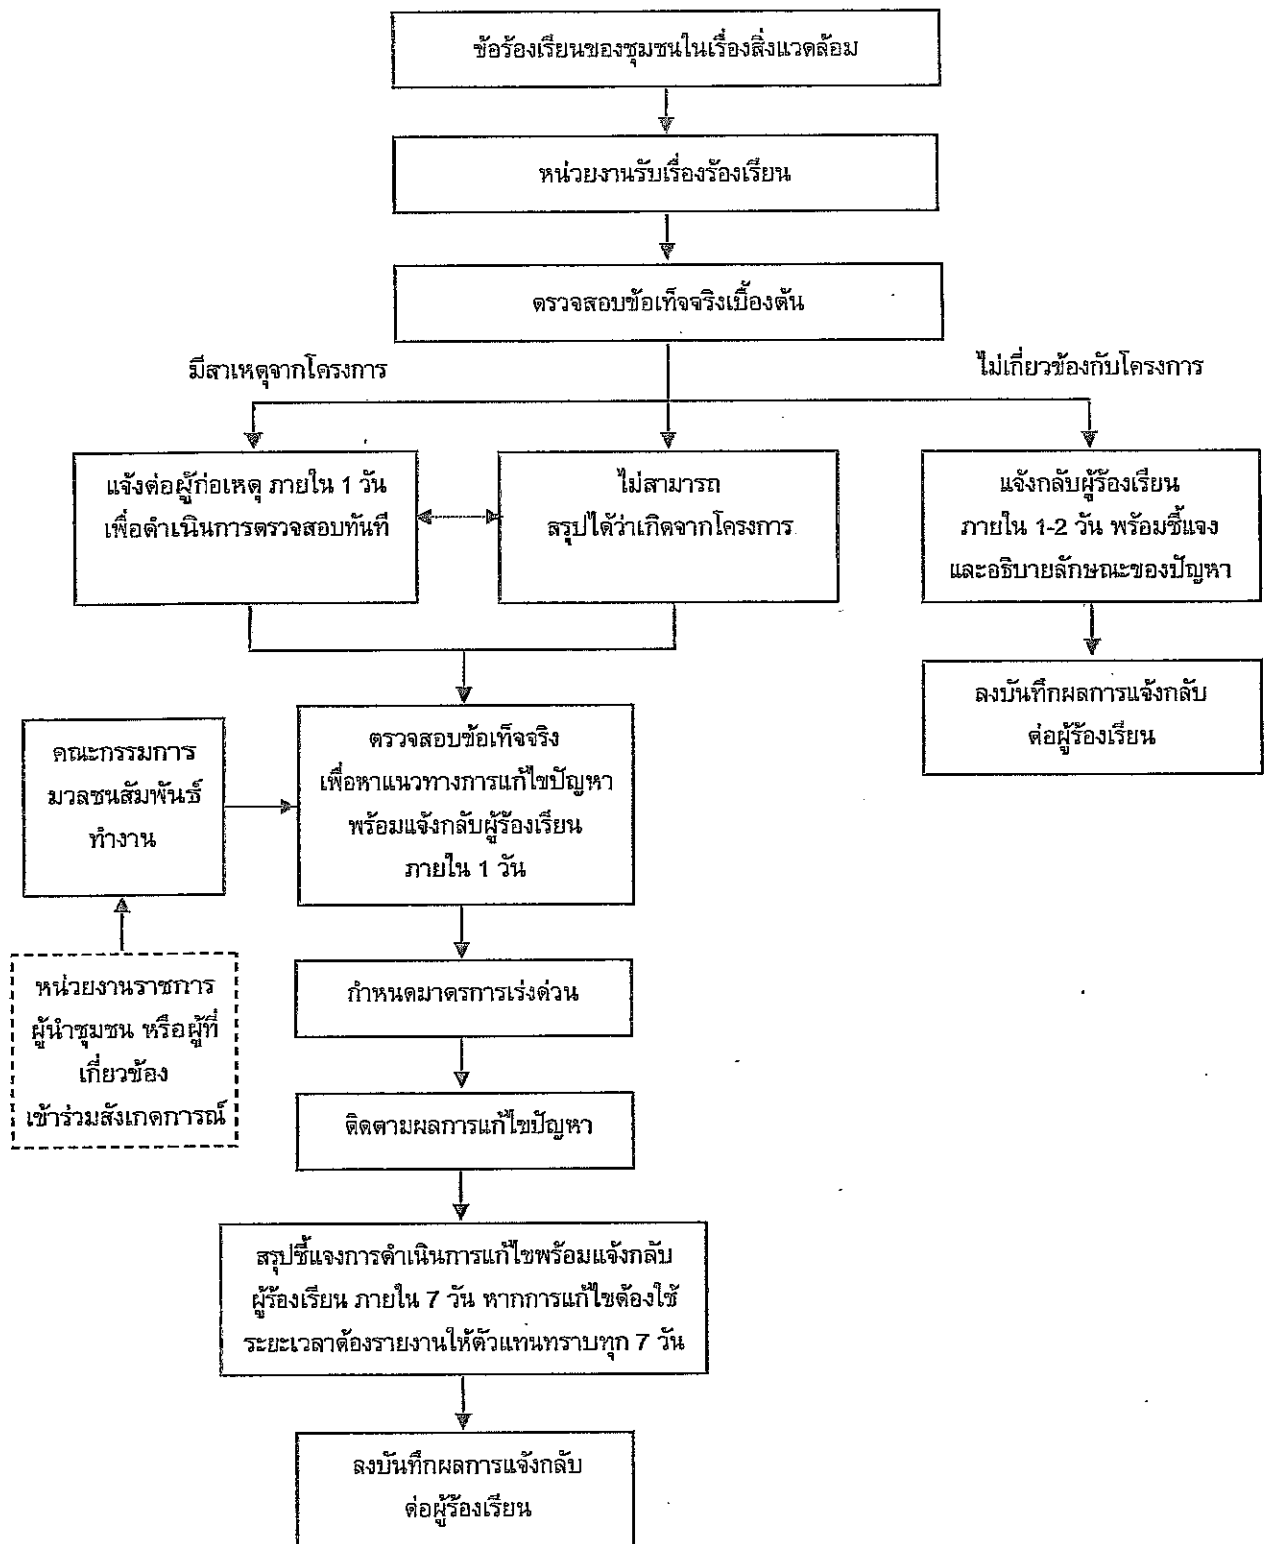 ข้อร้องเรียนของชุมชนในเรื่องสิ่งแวดล้อม
หน่วยงานรับเรื่องร้องเรียน
ตรวจสอบข้อเท็จจริงเบื้องต้น
มีสาเหตุจากโครงการ
ไม่เกี่ยวข้องกับโครงการ
แจ้งต่อผู้ก่อเหตุ ภายใน 1 วัน
เพื่อดำเนินการตรวจสอบทันที
ไม่สามารถ
สรุปได้ว่าเกิดจากโครงการ
แจ้งกลับผู้ร้องเรียน
ภายใน 1-2 วัน พร้อมชี้แจง
และอธิบายลักษณะของปัญหา
ลงบันทึกผลการแจ้งกลับ
ต่อผู้ร้องเรียน
คณะกรรมการ
มวลชนสัมพันธ์
ทำงาน
ตรวจสอบข้อเท็จจริง
เพื่อหาแนวทางการแก้ไขปัญหา
พร้อมแจ้งกลับผู้ร้องเรียน
ภายใน 1 วัน
หน่วยงานราชการ
ผู้นำชุมชน หรือผู้ที่
เกี่ยวข้อง
เข้าร่วมสังเกตการณ์
กำหนดมาตรการเร่งด่วน
ติดตามผลการแก้ไขปัญหา
สรุปชี้แจงการดำเนินการแก้ไขพร้อมแจ้งกลับ
ผู้ร้องเรียน ภายใน 7 วัน หากการแก้ไขต้องใช้
ระยะเวลาต้องรายงานให้ตัวแทนทราบทุก 7 วัน
ลงบันทึกผลการแจ้งกลับ
ต่อผู้ร้องเรียน